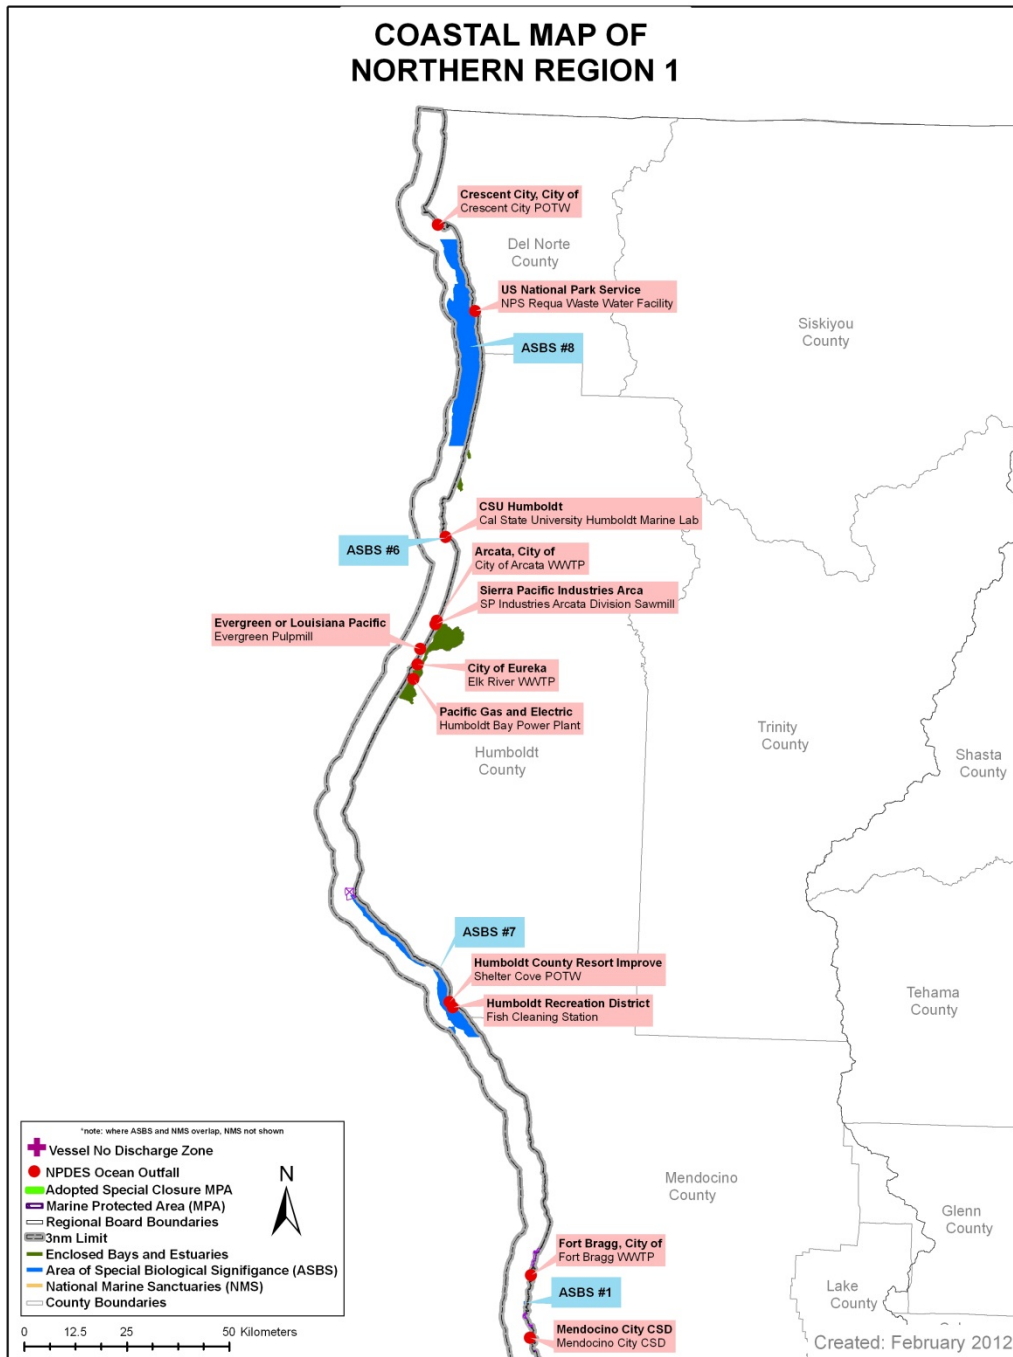 COASTAL MAP OF
NORTHERN REGION 1
Crescent City, City of
Crescent City POTW
Del Norte
County
US National Park Service
NPS Requa Waste Water Facility
Siskiyou
County
ASBS #8
CSU Humboldt
Cal State University Humboldt Marine Lab
ASBS #6
Arcata, City of
City of Arcata WWTP
Sierra Pacific Industries Arca
SP Industries Arcata Division Sawmill
Evergreen or Louisiana Pacific
Evergreen Pulpmill
City of Eureka
Elk River WWTP
Pacific Gas and Electric
Humboldt Bay Power Plant
Trinity
County
Humboldt
County
Shasta
County
ASBS #7
Humboldt County Resort Improve
Shelter Cove POTW
Humboldt Recreation District
Fish Cleaning Station
Tehama
County
Mendocino
County
Glenn
County
Fort Bragg, City of
Fort Bragg WWTP
ASBS #1
Lake
County
Mendocino City CSD
Mendocino City CSD
*note: where ASBS and NMS overlap, NMS not shown
Vessel No Discharge Zone
NPDES Ocean Outfall
Adopted Special Closure MPA
Marine Protected Area (MPA)
Regional Board Boundaries
3nm Limit
Enclosed Bays and Estuaries
Area of Special Biological Signifigance (ASBS)
National Marine Sanctuaries (NMS)
County Boundaries
N
0 12.5 25 50 Kilometers
Created: February 2012